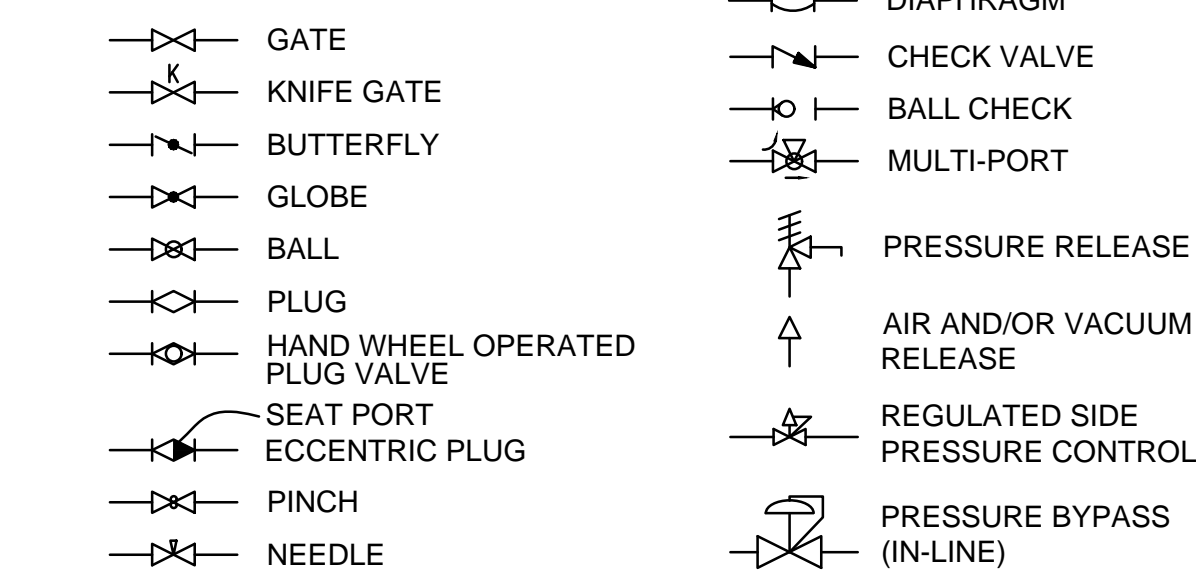 GATE
K
KNIFE GATE
BUTTERFLY
GLOBE
BALL
PLUG
HAND WHEEL OPERATED
PLUG VALVE
SEAT PORT
ECCENTRIC PLUG
PINCH
NEEDLE
DIAPHRAGM
CHECK VALVE
BALL CHECK
MULTI-PORT
PRESSURE RELEASE
AIR AND/OR VACUUM
RELEASE
REGULATED SIDE
PRESSURE CONTROL
PRESSURE BYPASS
(IN-LINE)